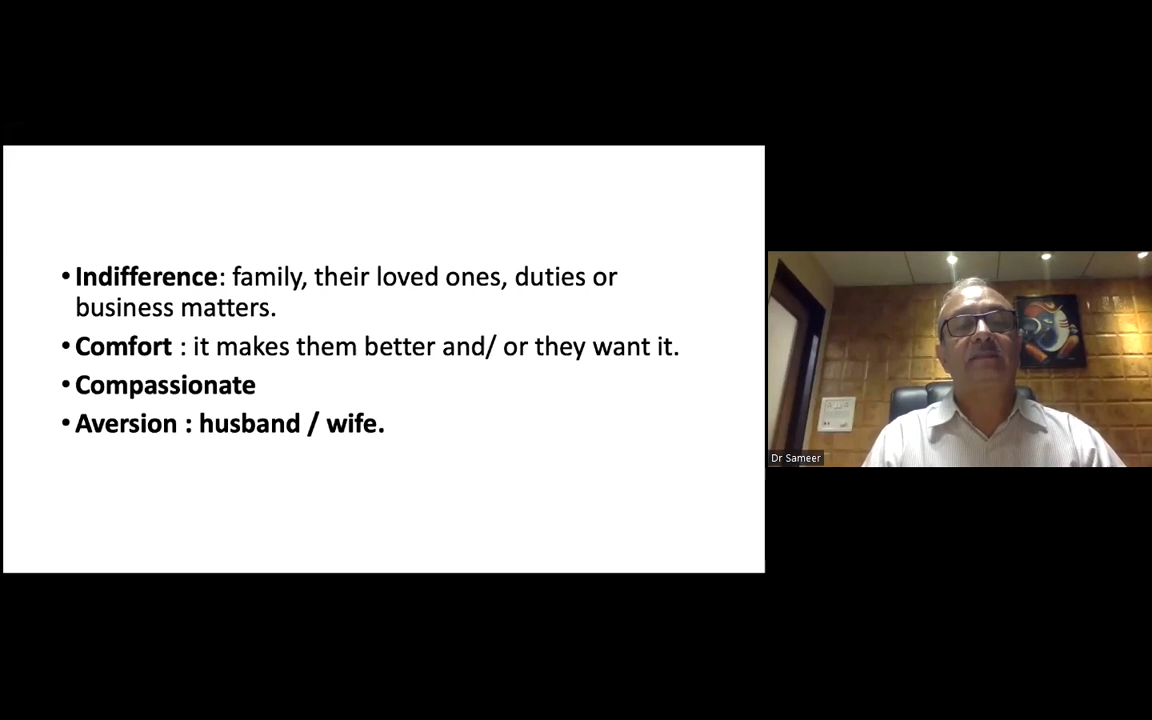 • Indifference: family, their loved ones, duties or
business matters.
• Comfort : it makes them better and/ or they want it.
• Compassionate
• Aversion : husband / wife.
Dr Sameer